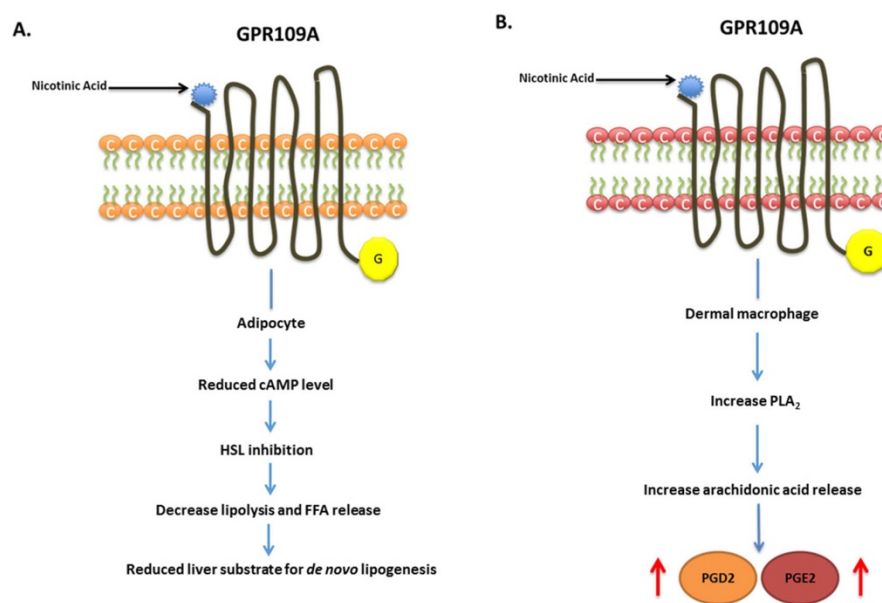 A.
GPR109A
Nicotinic Acid
C C C C C C C C C C C C
C C C C C C C C C C C C
G
Adipocyte
Reduced cAMP level
HSL inhibition
Decrease lipolysis and FFA release
Reduced liver substrate for de novo lipogenesis
B.
GPR109A
Nicotinic Acid
C C C C C C C C C C C C
C C C C C C C C C C C C
G
Dermal macrophage
Increase PLA₂
Increase arachidonic acid release
PGD2 PGE2